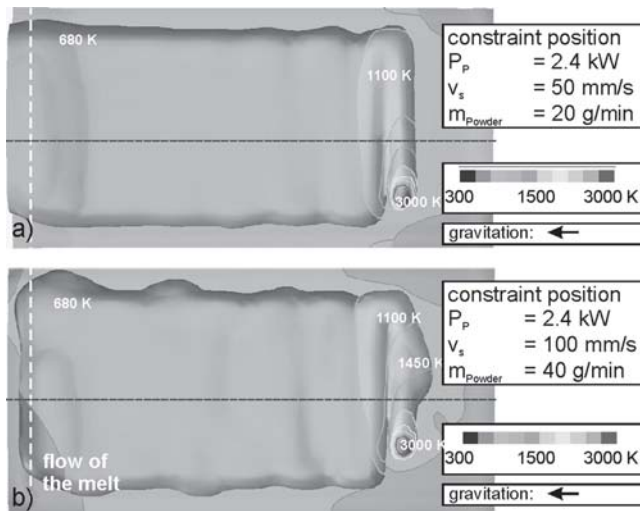 680 K
1100 K
3000 K
a)
constraint position
P_P = 2.4 kW
v_s = 50 mm/s
m_Powder = 20 g/min
300 1500 3000 K
gravitation: ←
680 K
1100 K
1450 K
3000 K
flow of
the melt
b)
constraint position
P_P = 2.4 kW
v_s = 100 mm/s
m_Powder = 40 g/min
300 1500 3000 K
gravitation: ←